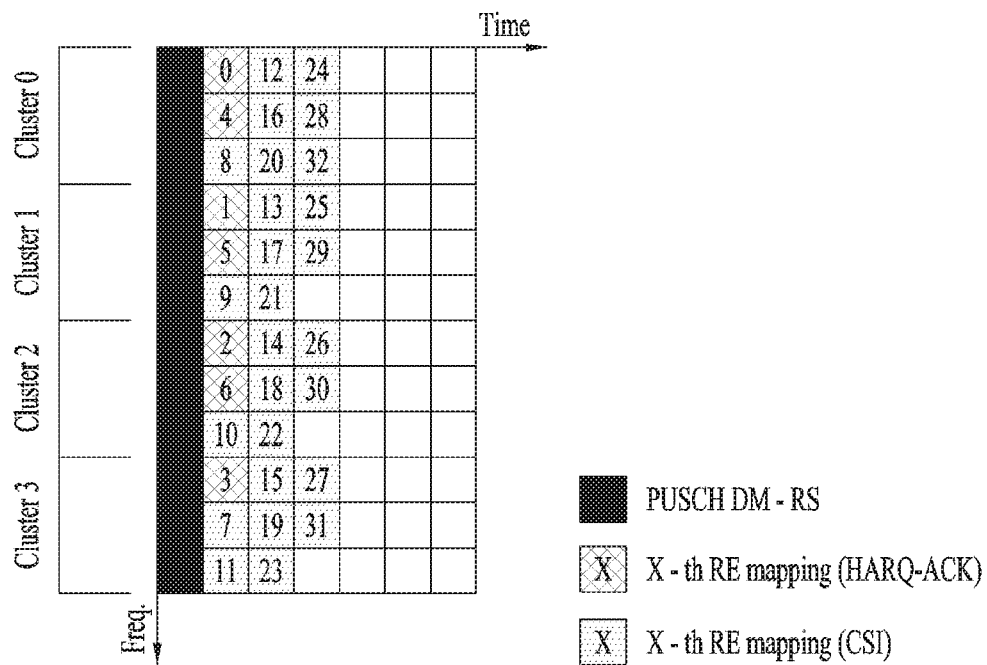 Time
Cluster 0
0 12 24
4 16 28
8 20 32
Cluster 1
1 13 25
5 17 29
9 21
Cluster 2
2 14 26
6 18 30
10 22
Cluster 3
3 15 27
7 19 31
11 23
Freq.
PUSCH DM - RS
X X - th RE mapping (HARQ-ACK)
X X - th RE mapping (CSI)